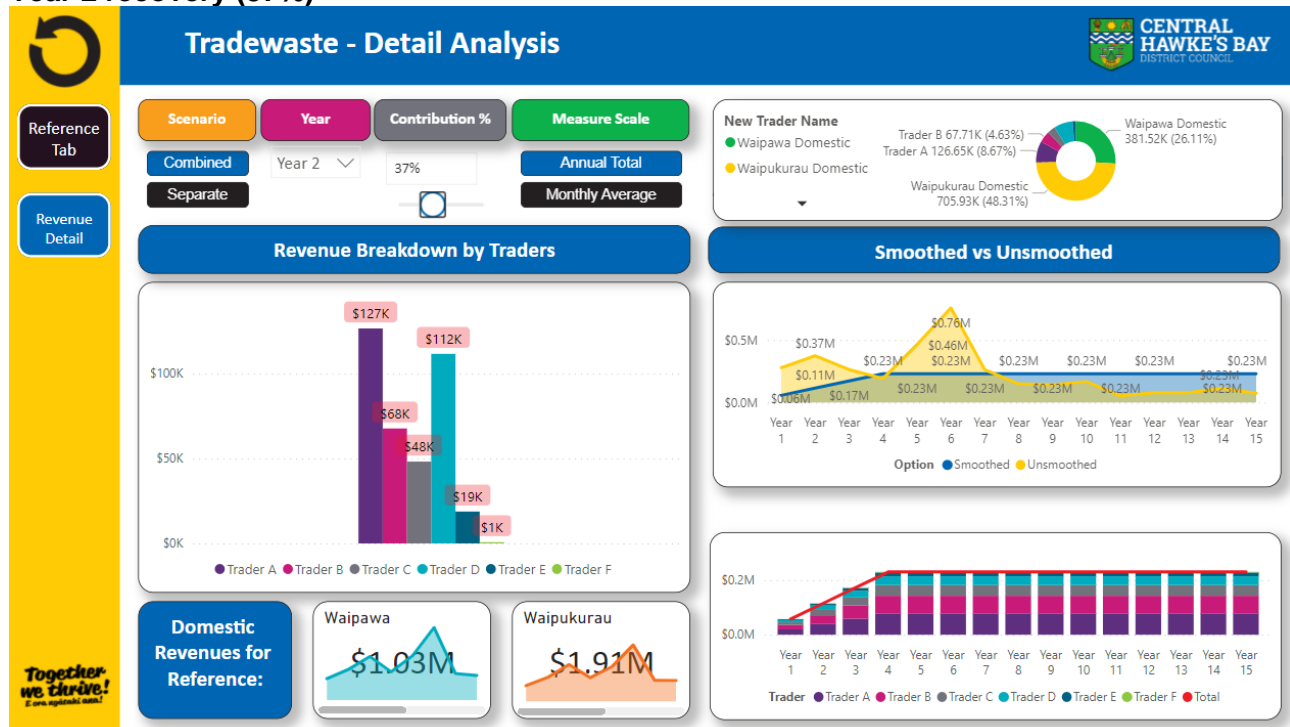 Year 2 recovery (37%)
Tradewaste - Detail Analysis
CENTRAL
HAWKE'S BAY
DISTRICT COUNCIL
Reference
Tab
Revenue
Detail
Together
we thrive!
E ora ngātahi ana!
Scenario
Year
Contribution %
Measure Scale
Combined
Separate
Year 2
37%
Annual Total
Monthly Average
New Trader Name
Waipawa Domestic
Waipukurau Domestic
Trader B 67.71K (4.63%)
Trader A 126.65K (8.67%)
Waipawa Domestic
381.52K (26.11%)
Waipukurau Domestic
705.93K (48.31%)
Revenue Breakdown by Traders
$127K
$112K
$100K
$68K
$48K
$50K
$19K
$1K
$0K
Trader A Trader B Trader C Trader D Trader E Trader F
Domestic
Revenues for
Reference:
Waipawa
$1.03M
Waipukurau
$1.91M
Smoothed vs Unsmoothed
$0.76M
$0.5M
$0.37M
$0.46M
$0.23M $0.23M $0.23M $0.23M $0.23M $0.23M
$0.11M
$0.23M
$0.06M $0.17M $0.23M $0.23M $0.23M $0.23M $0.23M
$0.0M
Year Year Year Year Year Year Year Year Year Year Year Year Year Year Year
1 2 3 4 5 6 7 8 9 10 11 12 13 14 15
Option Smoothed Unsmoothed
$0.2M
$0.0M
Year Year Year Year Year Year Year Year Year Year Year Year Year Year Year
1 2 3 4 5 6 7 8 9 10 11 12 13 14 15
Trader Trader A Trader B Trader C Trader D Trader E Trader F Total